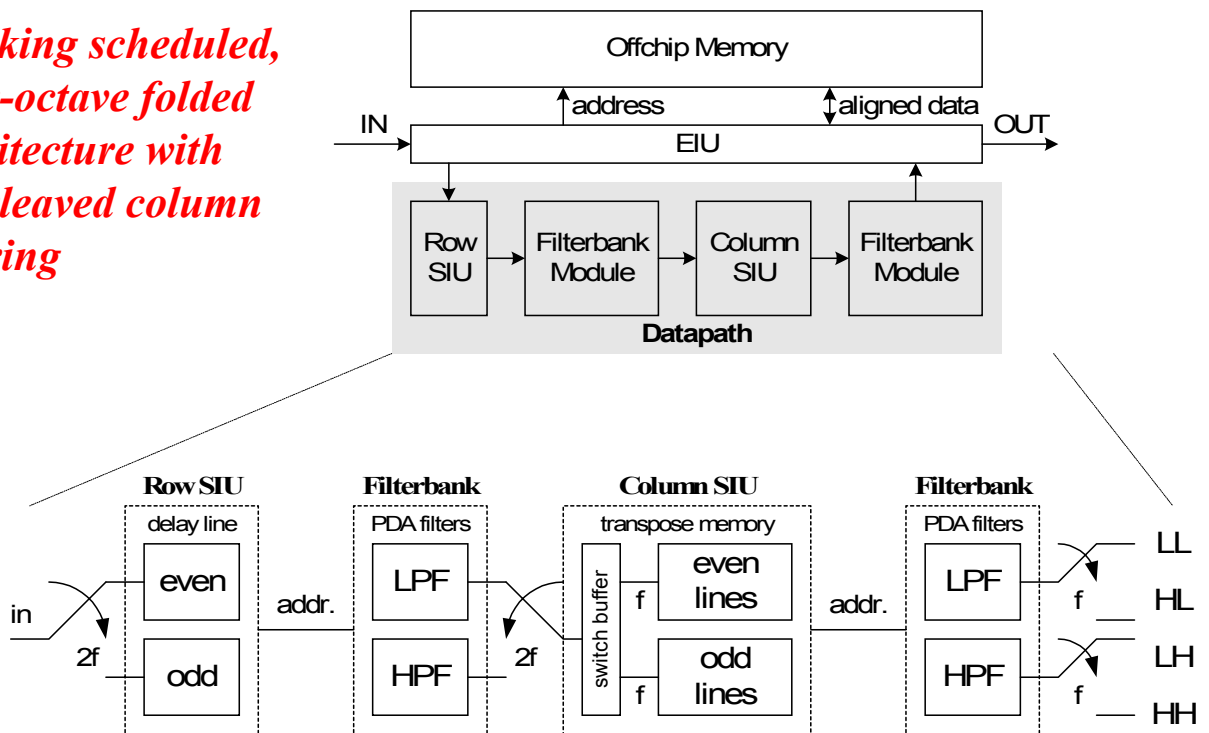 king scheduled,
-octave folded
itecture with
leaved column
ing
Offchip Memory
address
aligned data
IN
EIU
OUT
Row SIU
Filterbank Module
Column SIU
Filterbank Module
Datapath
Row SIU
Filterbank
Column SIU
Filterbank
delay line
PDA filters
transpose memory
PDA filters
in
2f
even
odd
addr.
LPF
HPF
2f
switch buffer
f
f
even lines
odd lines
addr.
LPF
HPF
f
f
LL
HL
LH
HH